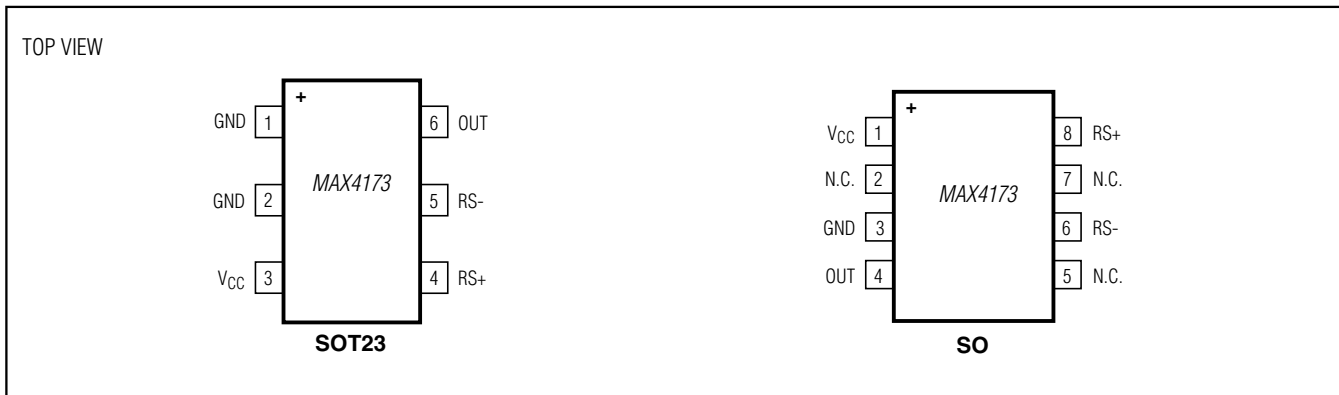 TOP VIEW
+
GND 1
6 OUT
GND 2
MAX4173
5 RS-
VCC 3
4 RS+
SOT23
+
VCC 1
8 RS+
N.C. 2
7 N.C.
MAX4173
GND 3
6 RS-
OUT 4
5 N.C.
SO